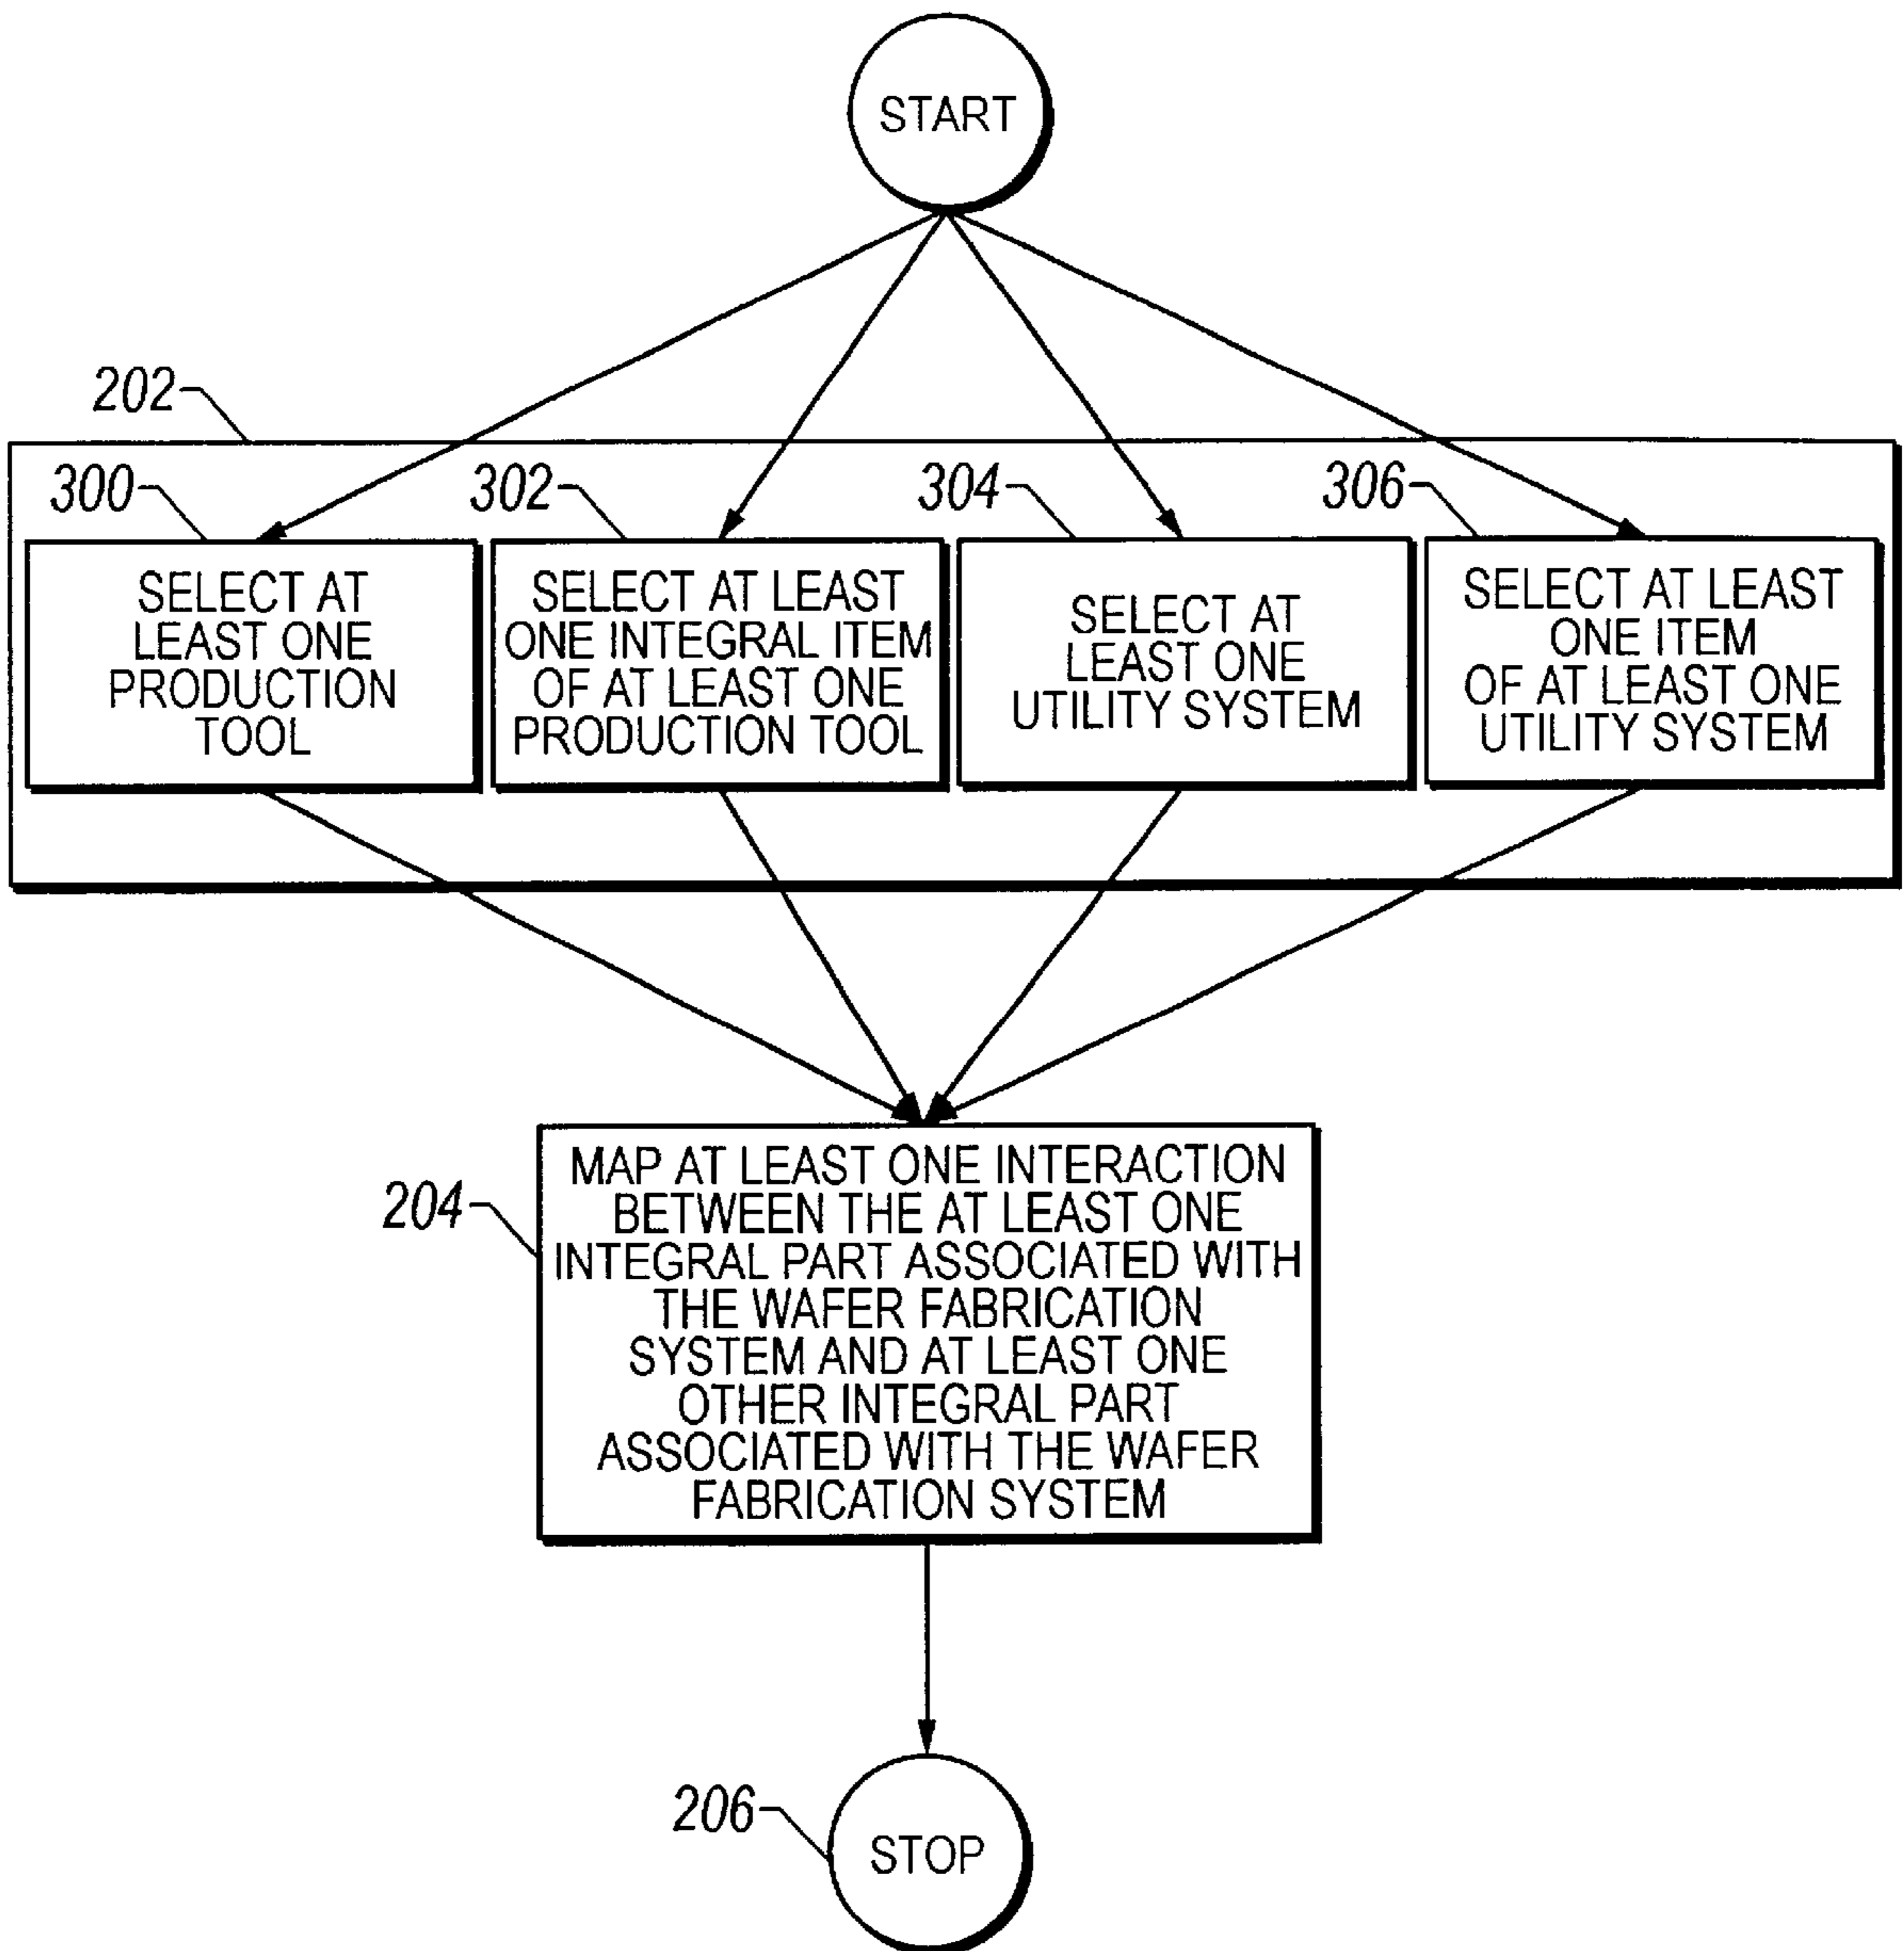 START
202
300
302
304
306
SELECT AT
LEAST ONE
PRODUCTION
TOOL
SELECT AT LEAST
ONE INTEGRAL ITEM
OF AT LEAST ONE
PRODUCTION TOOL
SELECT AT
LEAST ONE
UTILITY SYSTEM
SELECT AT LEAST
ONE ITEM
OF AT LEAST ONE
UTILITY SYSTEM
204
MAP AT LEAST ONE INTERACTION
BETWEEN THE AT LEAST ONE
INTEGRAL PART ASSOCIATED WITH
THE WAFER FABRICATION
SYSTEM AND AT LEAST ONE
OTHER INTEGRAL PART
ASSOCIATED WITH THE WAFER
FABRICATION SYSTEM
206
STOP